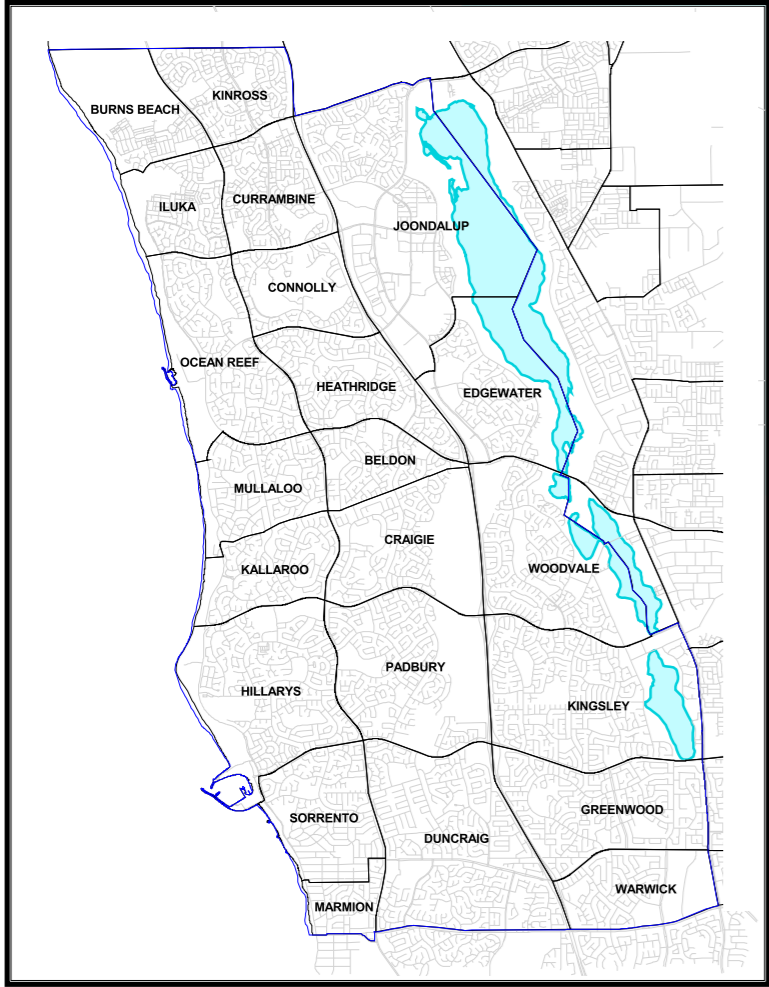 KINROSS
BURNS BEACH
CURRAMBINE
ILUKA
JOONDALUP
CONNOLLY
OCEAN REEF
HEATHRIDGE
EDGEWATER
BELDON
MULLALOO
CRAIGIE
KALLAROO
WOODVALE
PADBURY
HILLARYS
KINGSLEY
GREENWOOD
SORRENTO
DUNCRAIG
WARWICK
MARMION